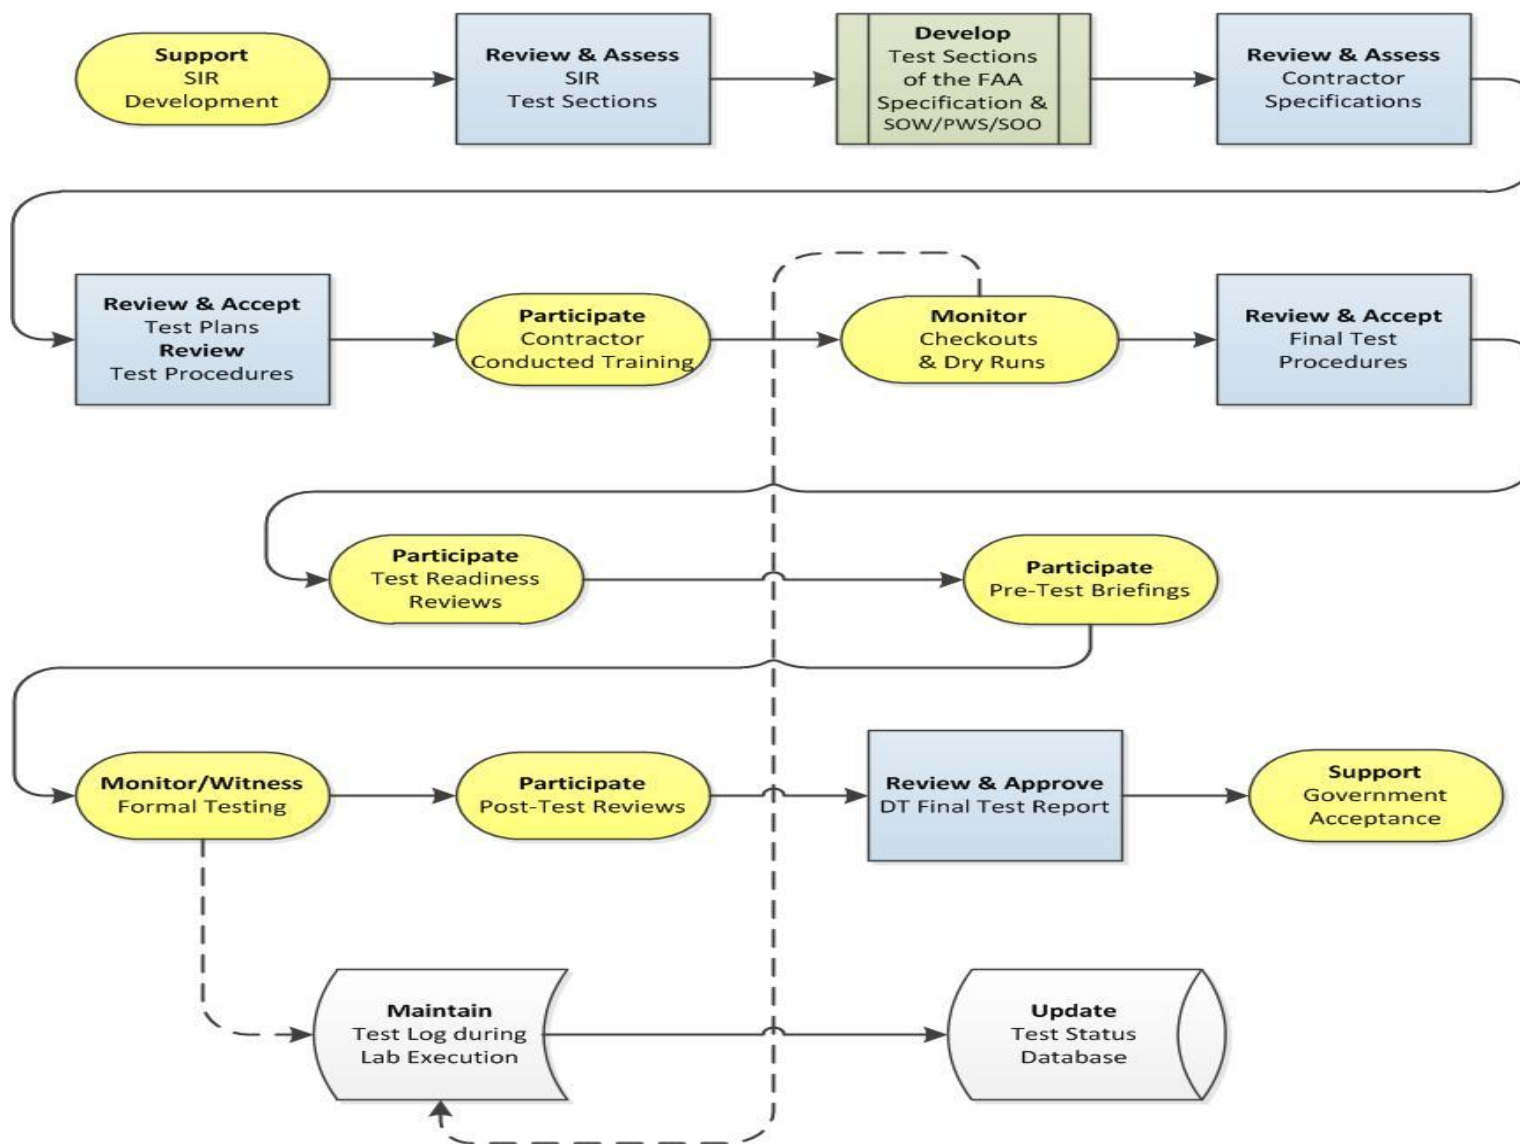 Support
SIR
Development
Review & Assess
SIR
Test Sections
Develop
Test Sections
of the FAA
Specification &
SOW/PWS/SOO
Review & Assess
Contractor
Specifications
Review & Accept
Test Plans
Review
Test Procedures
Participate
Contractor
Conducted Training
Monitor
Checkouts
& Dry Runs
Review & Accept
Final Test
Procedures
Participate
Test Readiness
Reviews
Participate
Pre-Test Briefings
Monitor/Witness
Formal Testing
Participate
Post-Test Reviews
Review & Approve
DT Final Test Report
Support
Government
Acceptance
Maintain
Test Log during
Lab Execution
Update
Test Status
Database